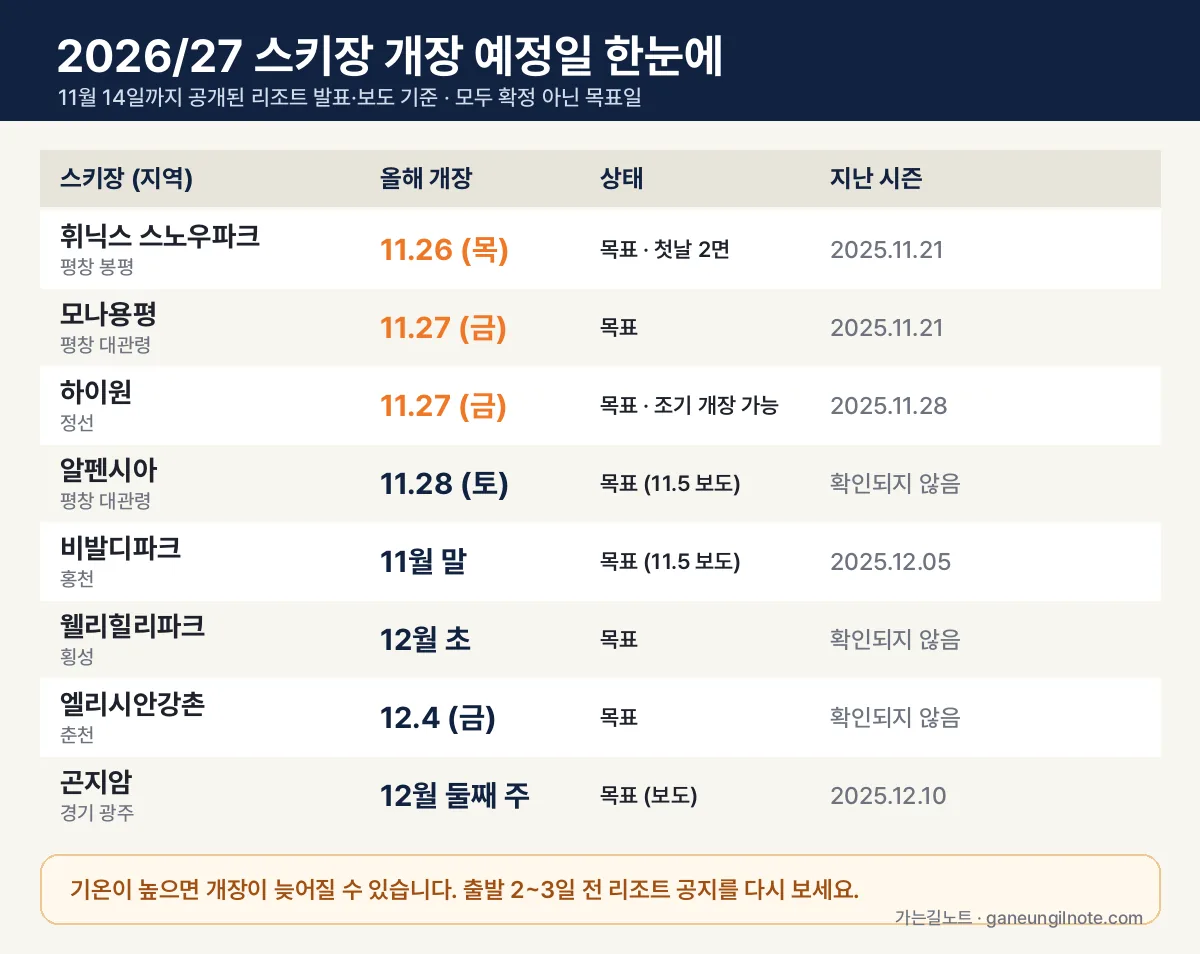 2026/27 스키장 개장 예정일 한눈에
11월 14일까지 공개된 리조트 발표·보도 기준 · 모두 확정 아닌 목표일
스키장 (지역) 올해 개장 상태 지난 시즌
휘닉스 스노우파크
평창 봉평
11.26 (목) 목표 · 첫날 2면 2025.11.21
모나용평
평창 대관령
11.27 (금) 목표 2025.11.21
하이원
정선
11.27 (금) 목표 · 조기 개장 가능 2025.11.28
알펜시아
평창 대관령
11.28 (토) 목표 (11.5 보도) 확인되지 않음
비발디파크
홍천
11월 말 목표 (11.5 보도) 2025.12.05
웰리힐리파크
횡성
12월 초 목표 확인되지 않음
엘리시안강촌
춘천
12.4 (금) 목표 확인되지 않음
곤지암
경기 광주
12월 둘째 주 목표 (보도) 2025.12.10
기온이 높으면 개장이 늦어질 수 있습니다. 출발 2~3일 전 리조트 공지를 다시 보세요.
가는길노트 · ganeungilnote.com